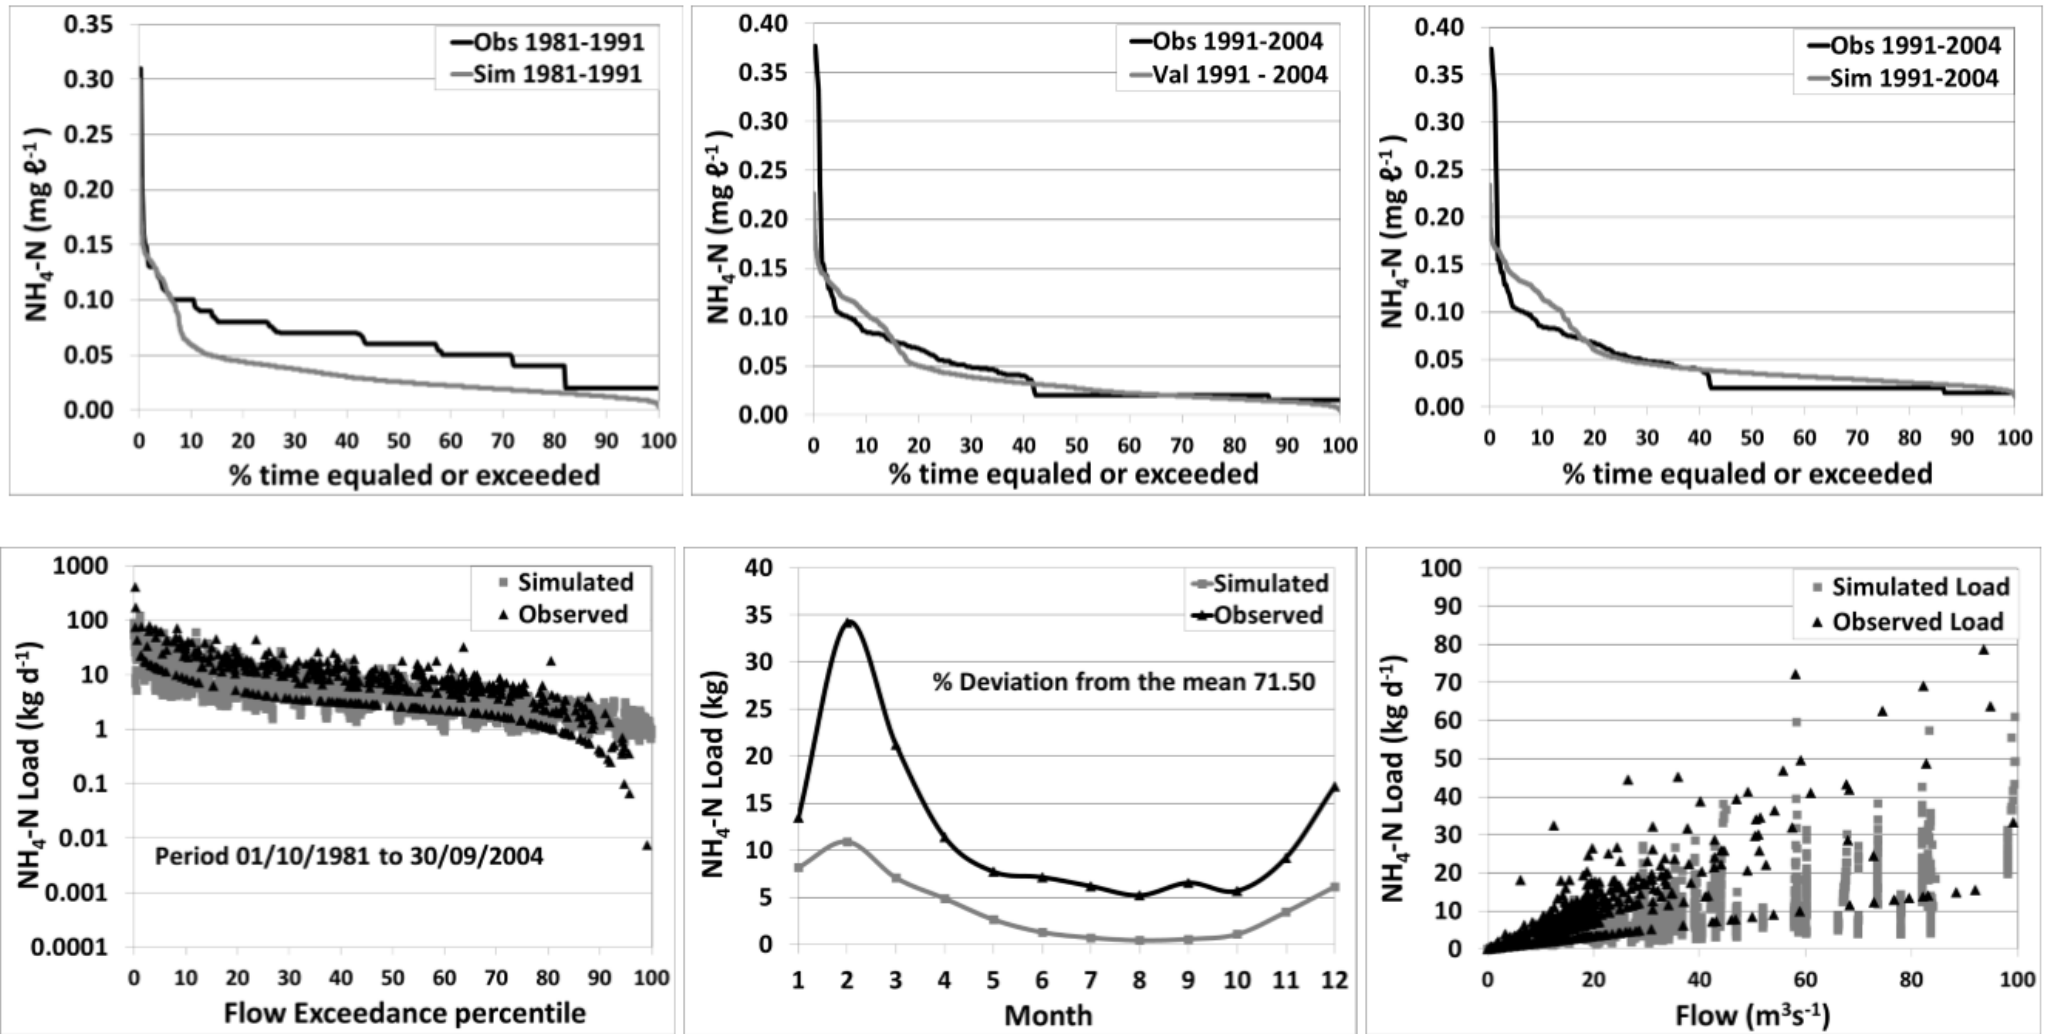 0.35
0.30
0.25
0.20
0.15
0.10
0.05
0.00
NH4-N (mg ℓ-1)
Obs 1981-1991
Sim 1981-1991
0 10 20 30 40 50 60 70 80 90 100
% time equaled or exceeded
0.40
0.35
0.30
0.25
0.20
0.15
0.10
0.05
0.00
NH4-N (mg ℓ-1)
Obs 1991-2004
Val 1991 - 2004
0 10 20 30 40 50 60 70 80 90 100
% time equaled or exceeded
0.40
0.35
0.30
0.25
0.20
0.15
0.10
0.05
0.00
NH4-N (mg ℓ-1)
Obs 1991-2004
Sim 1991-2004
0 10 20 30 40 50 60 70 80 90 100
% time equaled or exceeded
1000
100
10
1
0.1
0.01
0.001
0.0001
NH4-N Load (kg d-1)
Simulated
Observed
Period 01/10/1981 to 30/09/2004
0 10 20 30 40 50 60 70 80 90 100
Flow Exceedance percentile
40
35
30
25
20
15
10
5
0
NH4-N Load (kg)
Simulated
Observed
% Deviation from the mean 71.50
1 2 3 4 5 6 7 8 9 10 11 12
Month
100
90
80
70
60
50
40
30
20
10
0
NH4-N Load (kg d-1)
Simulated Load
Observed Load
0 20 40 60 80 100
Flow (m3s-1)